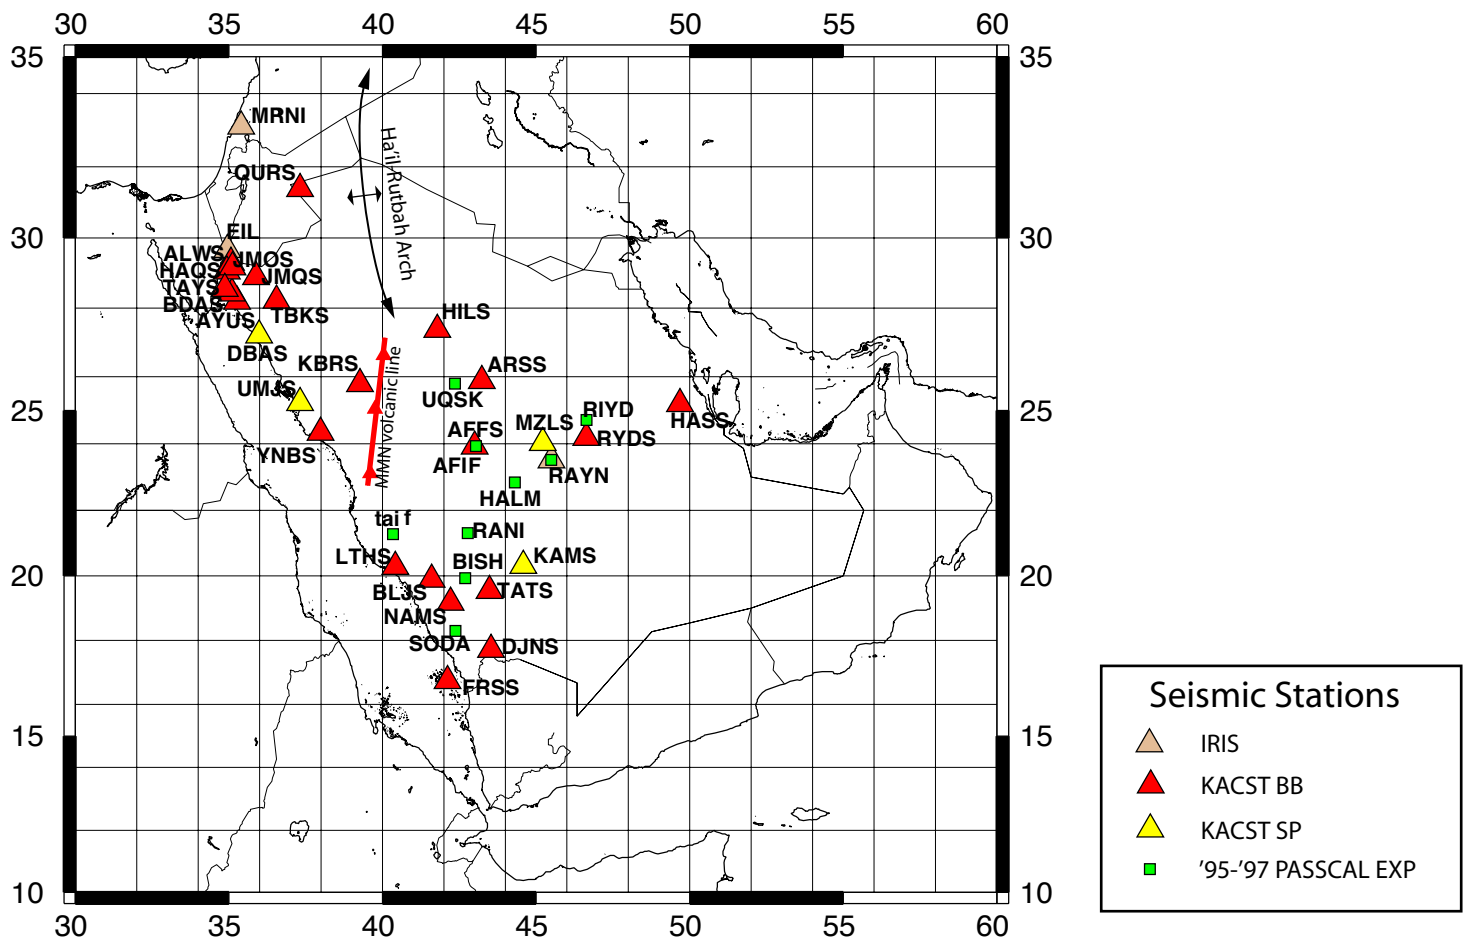 30 35 40 45 50 55 60
35 35
MRNI
Ha'il-Rutbah Arch
QURS
EIL
30 30
ALWS
JMOS
HAQS
JMQS
TAYS
BDAS
AYUS
TBKS
HILS
DBAS
MMN volcanic line
KBRS
ARSS
UMJS
UQSK
25 25
RIYD
HASS
MZLS
AFFS
RYDS
YNBS
AFIF
RAYN
HALM
tai f
RANI
LTHS
BISH
KAMS
20 20
BLJS
TATS
NAMS
SODA
DJNS
FRSS
15 15
10 10
30 35 40 45 50 55 60
Seismic Stations
IRIS
KACST BB
KACST SP
'95-'97 PASSCAL EXP